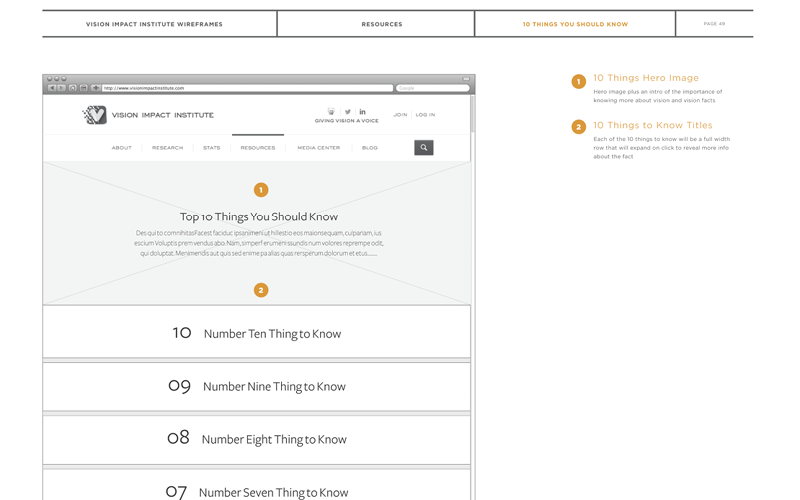 VISION IMPACT INSTITUTE WIREFRAMES
RESOURCES
10 THINGS YOU SHOULD KNOW
PAGE 49
http://www.visionimpactinstitute.com
Google
VISION IMPACT INSTITUTE
GIVING VISION A VOICE
JOIN
LOG IN
ABOUT
RESEARCH
STATS
RESOURCES
MEDIA CENTER
BLOG
1
Top 10 Things You Should Know
Des qui to comnihitasFacest faciduc ipsanimeni ut hillestio eos maionsequam, culpariam, ius
escium Voluptis prem vendus abo. Nam, simperf erumeni ssundis num volores reprempe odit,
qui doluptat. Menimendis aut quis sed enime pa alias quas rersperum dolorum et etus.......
2
10 Number Ten Thing to Know
09 Number Nine Thing to Know
08 Number Eight Thing to Know
07 Number Seven Thing to Know
1 10 Things Hero Image
Here image plus an intro of the importance of
knowing more about vision and vision facts
2 10 Things to Know Titles
Each of the 10 things to know will be a full width
row that will expand on click to reveal more info
about the fact